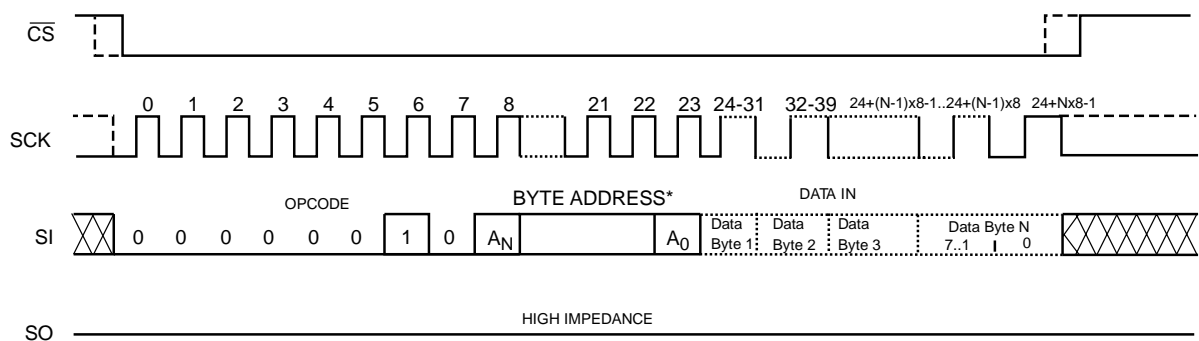 CS
0 1 2 3 4 5 6 7 8 21 22 23 24-31 32-39 24+(N-1)x8-1..24+(N-1)x8 24+Nx8-1
SCK
OPCODE BYTE ADDRESS* DATA IN
SI 0 0 0 0 0 0 1 0 AN A0 Data Byte 1 Data Byte 2 Data Byte 3 Data Byte N 7..1 0
HIGH IMPEDANCE
SO